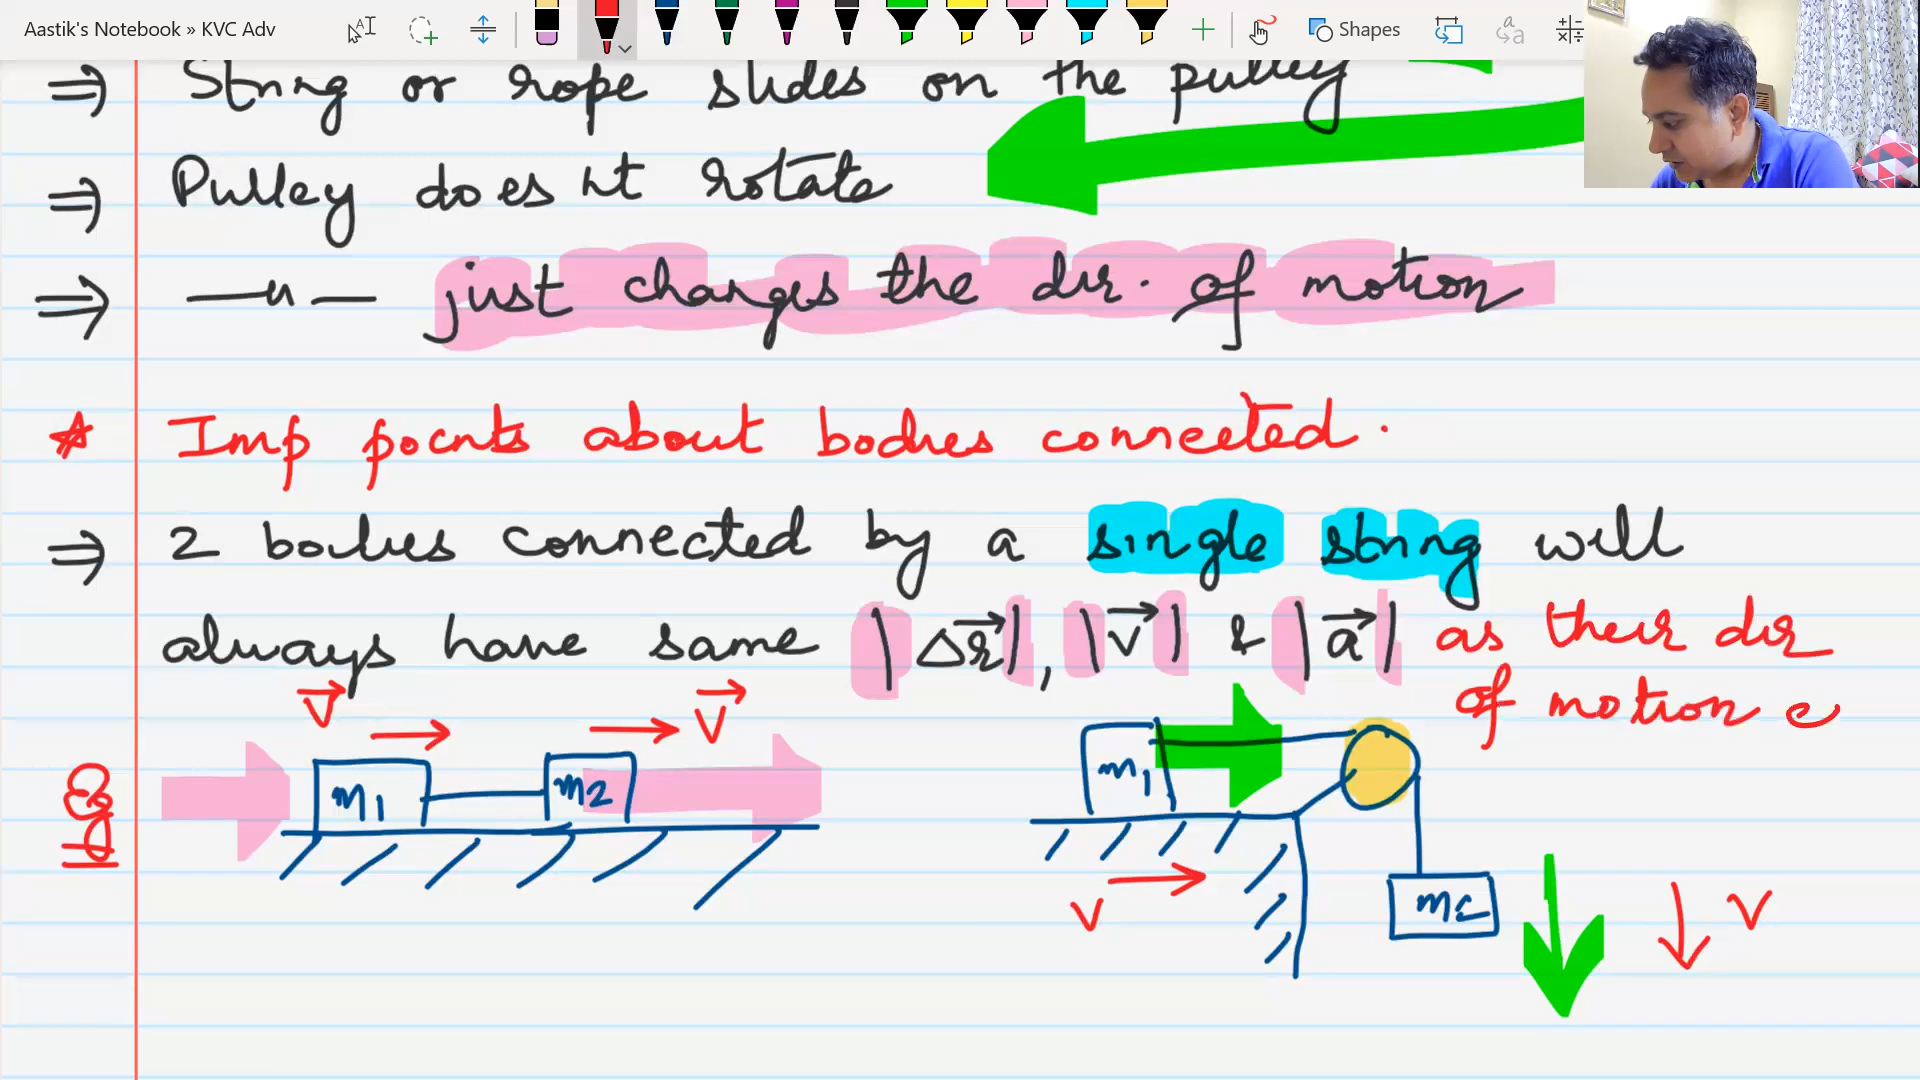 Aastik's Notebook » KVC Adv
Shapes
⇒ String or rope slides on the pulley
⇒ Pulley doesn't rotate
⇒ —〃— just changes the dir. of motion
☆ Imp points about bodies connected.
⇒ 2 bodies connected by a single string will
always have same |Δr⃗|, |v⃗| & |a⃗| as their dir
of motion c
Eg
v⃗
v⃗
m1
m2
m1
v
m2
v